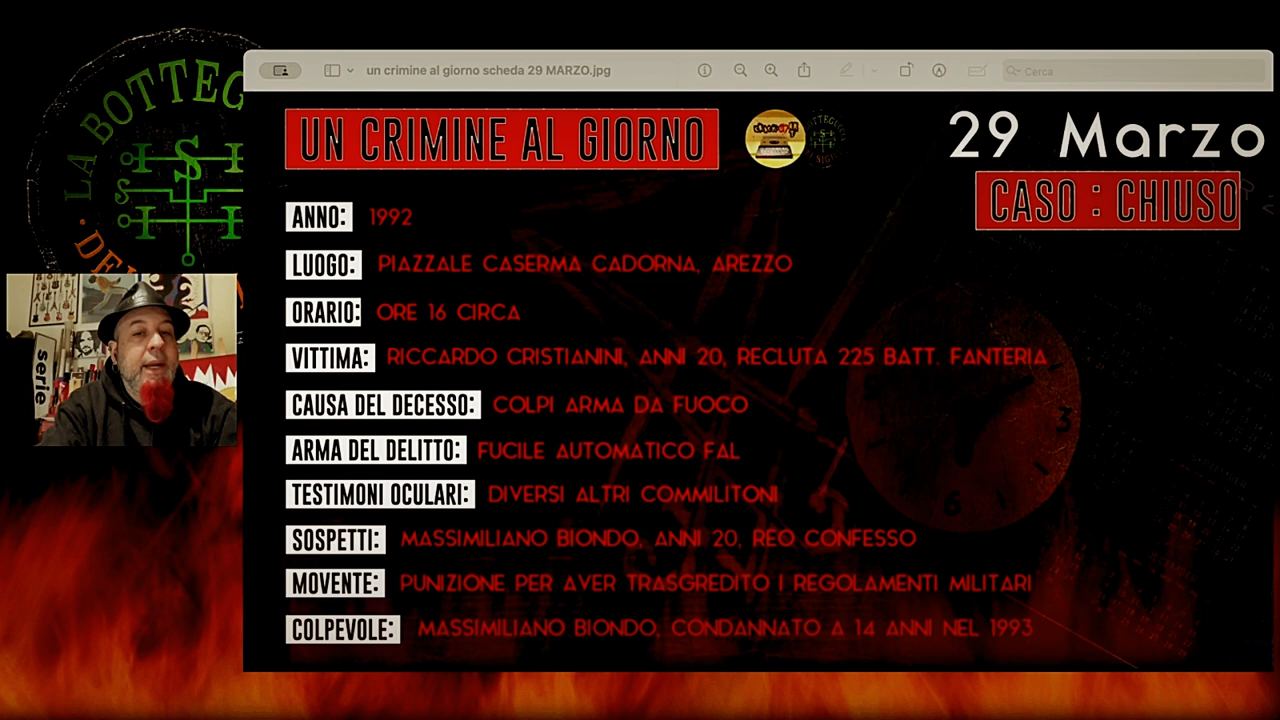 LA BOTTEG
DEI
S
S
H
serie
un crimine al giorno scheda 29 MARZO.jpg
Cerca
UN CRIMINE AL GIORNO
29 Marzo
CASO : CHIUSO
ANNO: 1992
LUOGO: PIAZZALE CASERMA CADORNA, AREZZO
ORARIO: ORE 16 CIRCA
VITTIMA: RICCARDO CRISTIANINI, ANNI 20, RECLUTA 225 BATT. FANTERIA
CAUSA DEL DECESSO: COLPI ARMA DA FUOCO
ARMA DEL DELITTO: FUCILE AUTOMATICO FAL
TESTIMONI OCULARI: DIVERSI ALTRI COMMILITONI
SOSPETTI: MASSIMILIANO BIONDO, ANNI 20, REO CONFESSO
MOVENTE: PUNIZIONE PER AVER TRASGREDITO I REGOLAMENTI MILITARI
COLPEVOLE: MASSIMILIANO BIONDO, CONDANNATO A 14 ANNI NEL 1993
3
6